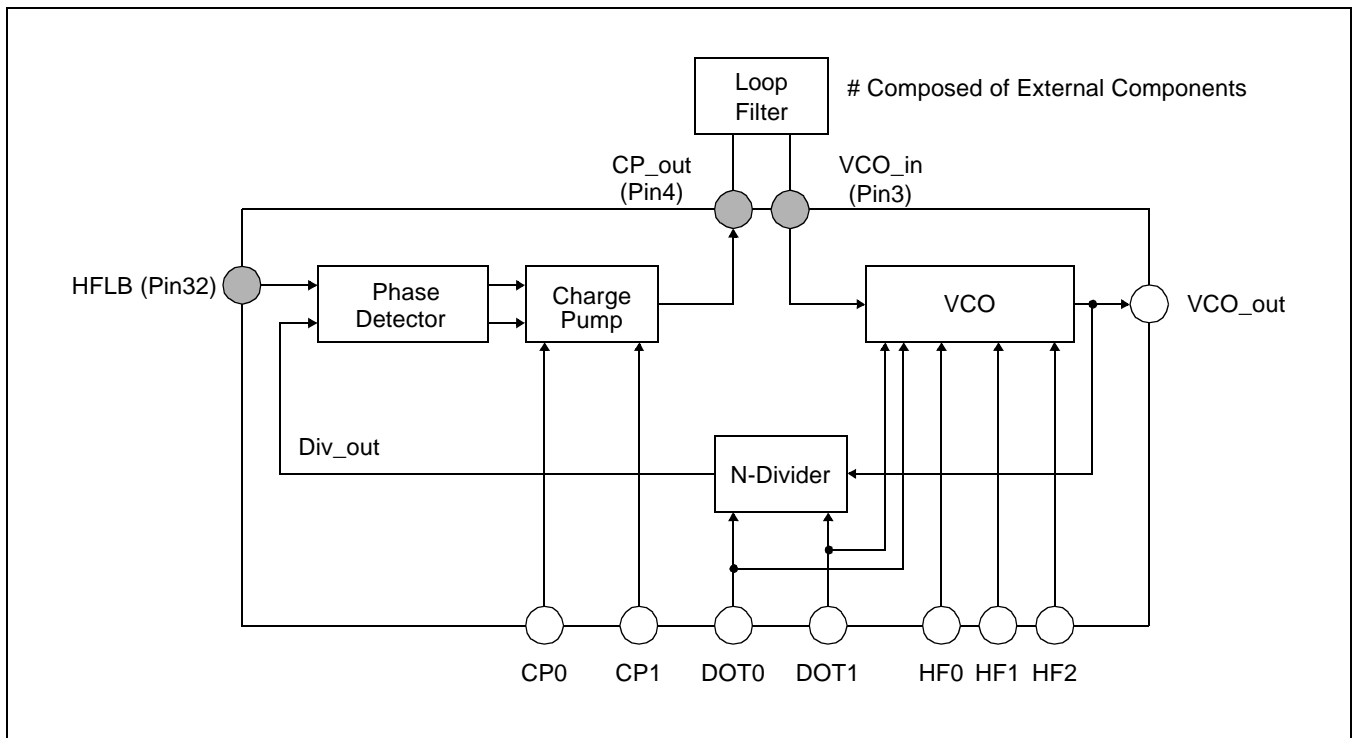 Loop
Filter
# Composed of External Components
CP_out
(Pin4)
VCO_in
(Pin3)
HFLB (Pin32)
Phase
Detector
Charge
Pump
VCO
VCO_out
Div_out
N-Divider
CP0
CP1
DOT0
DOT1
HF0
HF1
HF2